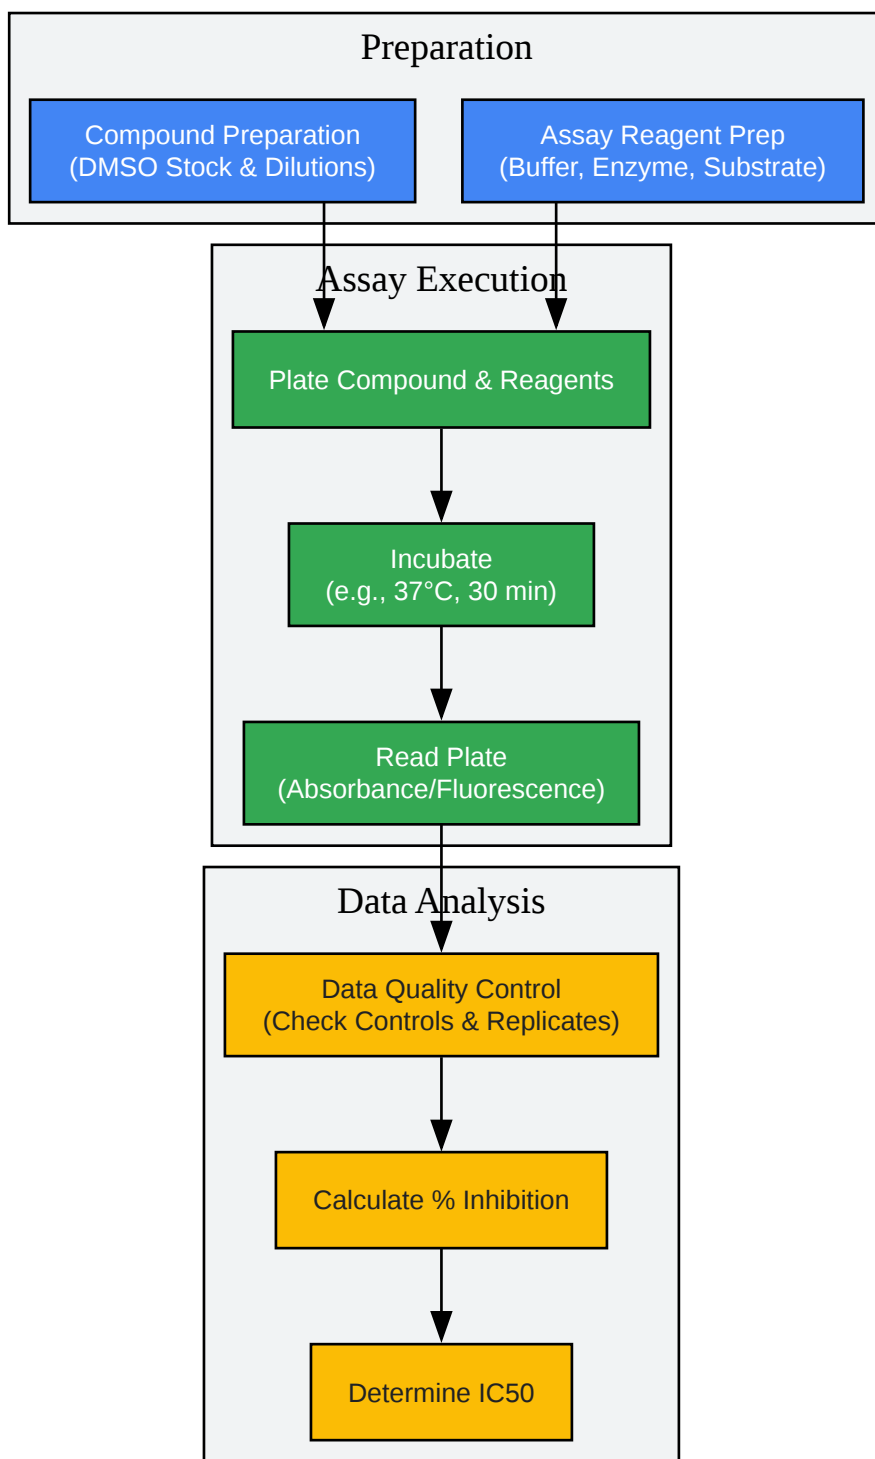 Preparation
Compound Preparation
(DMSO Stock & Dilutions)
Assay Reagent Prep
(Buffer, Enzyme, Substrate)
Assay Execution
Plate Compound & Reagents
Incubate
(e.g., 37°C, 30 min)
Read Plate
(Absorbance/Fluorescence)
Data Analysis
Data Quality Control
(Check Controls & Replicates)
Calculate % Inhibition
Determine IC50